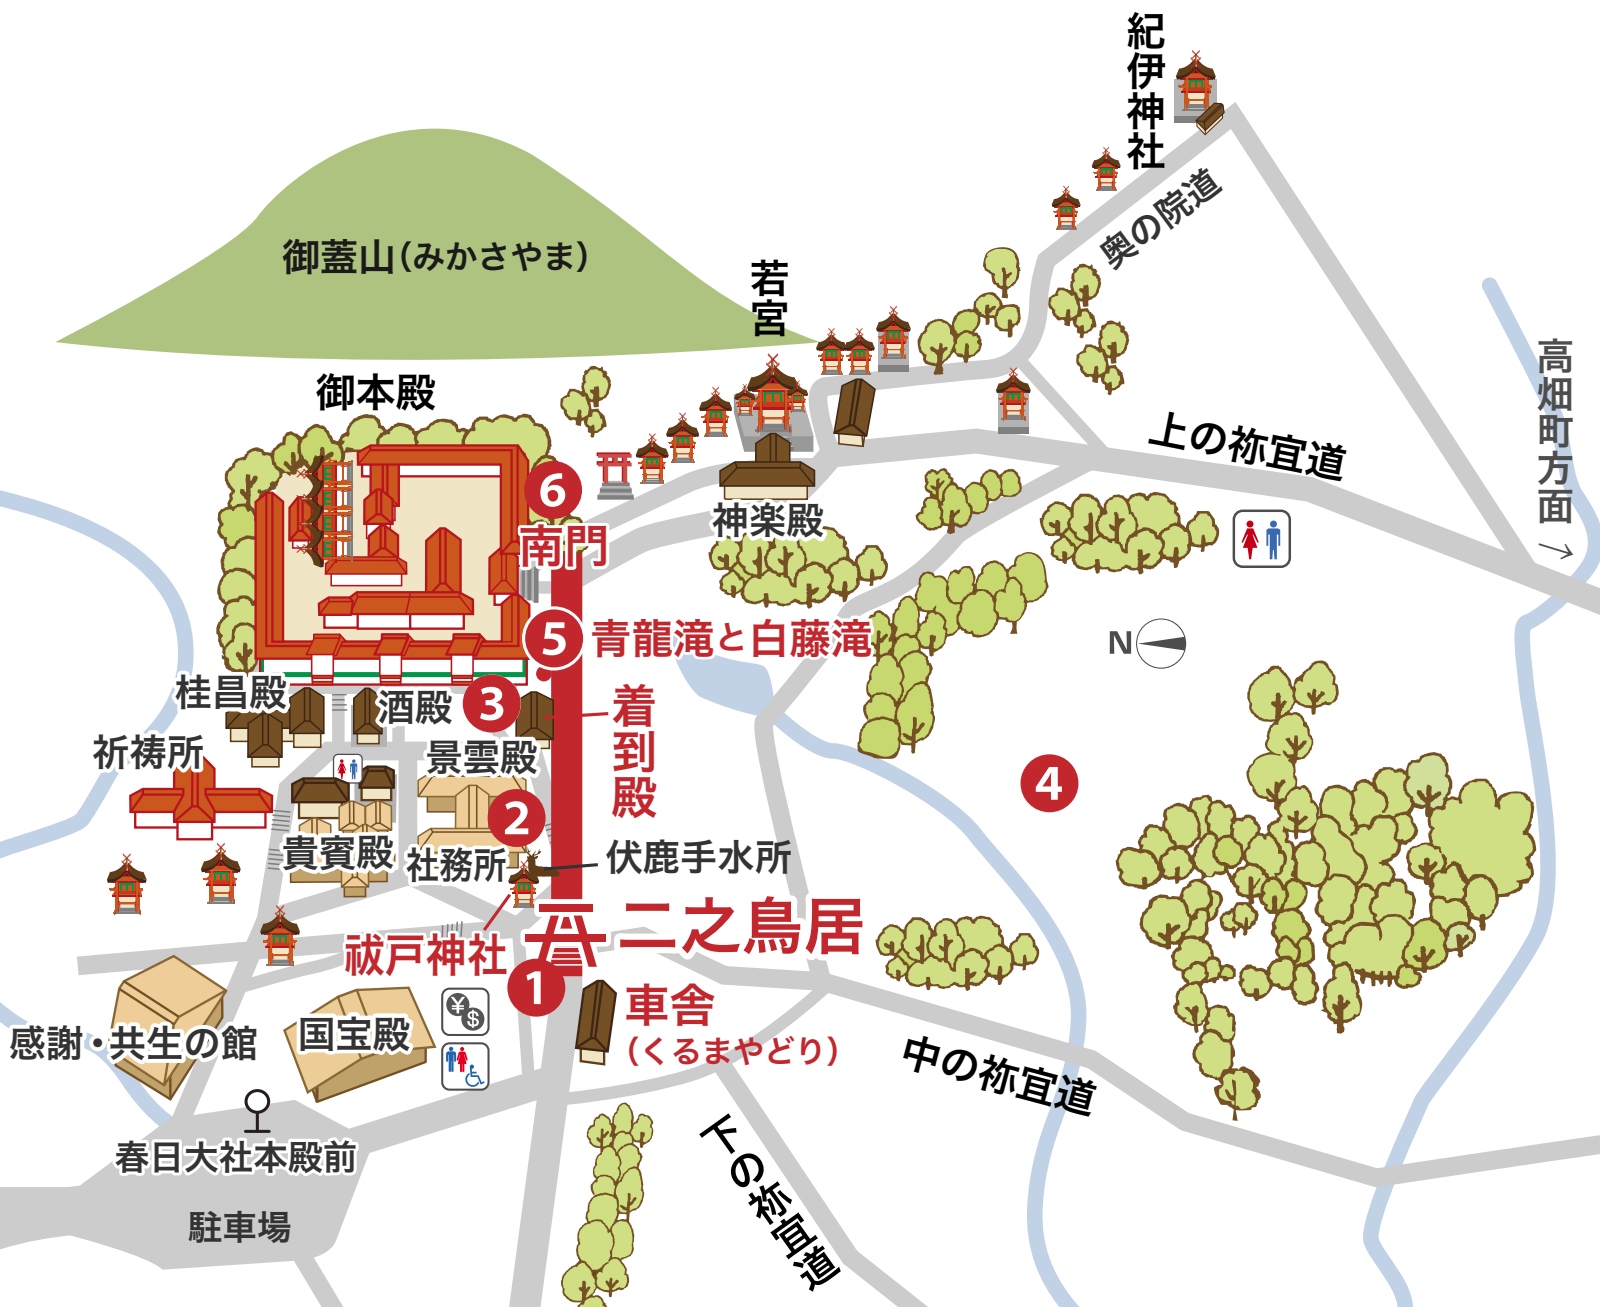 紀伊神社
奥の院道
御蓋山（みかさやま）
若宮
高畑町方面
→
御本殿
上の祢宜道
6
南門
神楽殿
5
青龍滝と白藤滝
N
桂昌殿
酒殿
3
着到殿
祈祷所
景雲殿
4
2
貴賓殿
社務所
伏鹿手水所
二之鳥居
祓戸神社
1
車舎
（くるまやどり）
¥
$
感謝・共生の館
国宝殿
中の祢宜道
下の祢宜道
春日大社本殿前
駐車場